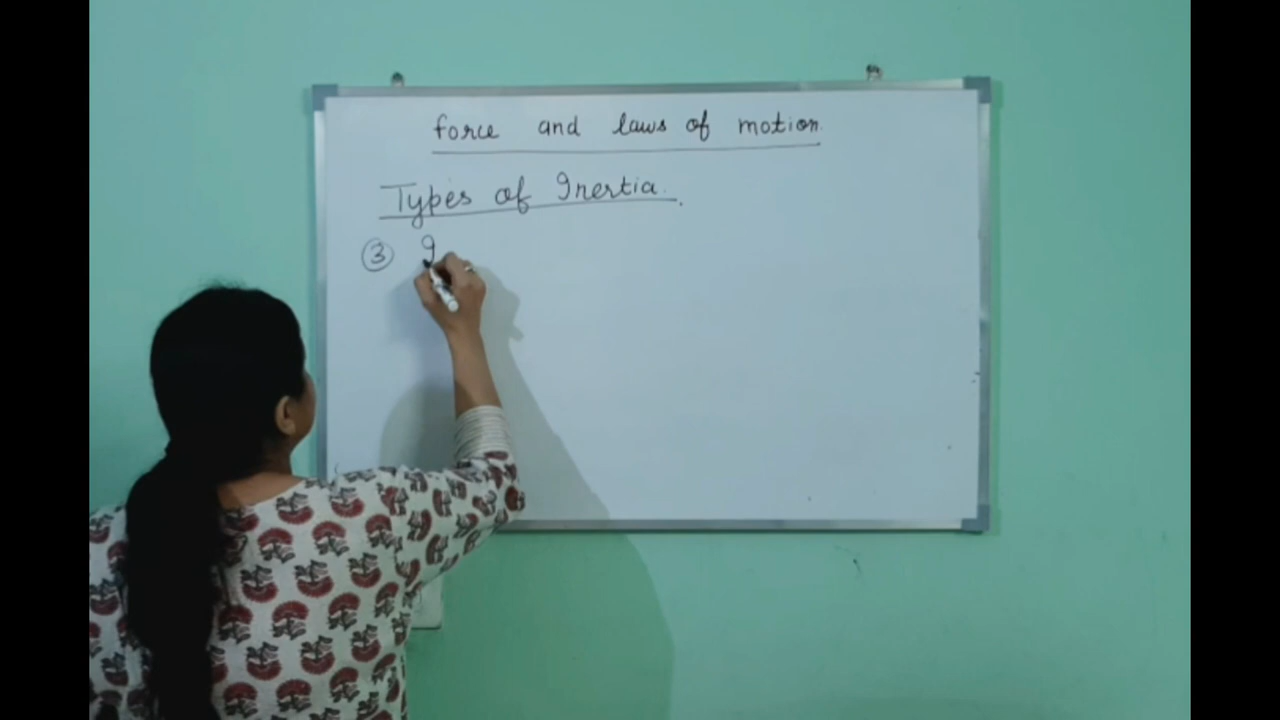 force and laws of motion.
Types of Inertia.
③ I